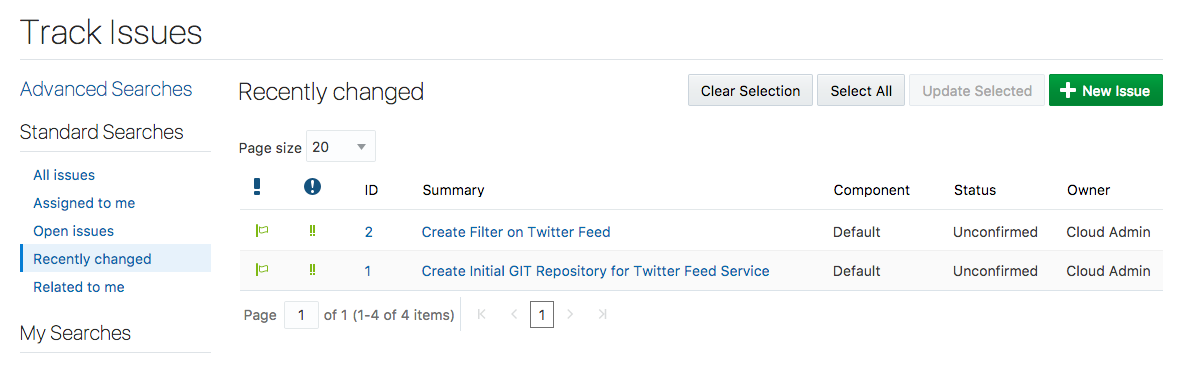 Track Issues
Advanced Searches
Standard Searches
All issues
Assigned to me
Open issues
Recently changed
Related to me
My Searches
Recently changed
Clear Selection Select All Update Selected New Issue
Page size 20
ID Summary Component Status Owner
2 Create Filter on Twitter Feed Default Unconfirmed Cloud Admin
1 Create Initial GIT Repository for Twitter Feed Service Default Unconfirmed Cloud Admin
Page 1 of 1 (1-4 of 4 items) 1